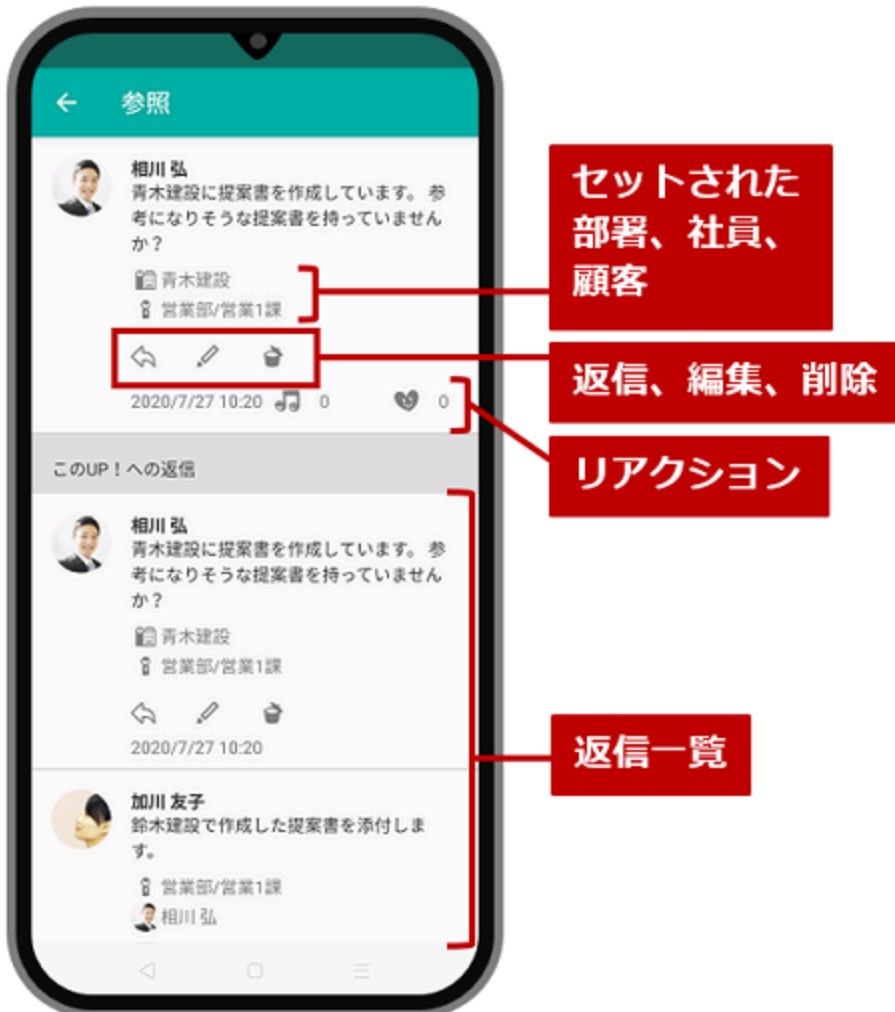 参照
相川 弘
青木建設に提案書を作成しています。 参
考になりそうな提案書を持っていません
か？
青木建設
営業部/営業1課
2020/7/27 10:20
0
0
このUP！への返信
相川 弘
青木建設に提案書を作成しています。 参
考になりそうな提案書を持っていません
か？
青木建設
営業部/営業1課
2020/7/27 10:20
加川 友子
鈴木建設で作成した提案書を添付しま
す。
営業部/営業1課
相川 弘
セットされた
部署、社員、
顧客
返信、編集、削除
リアクション
返信一覧